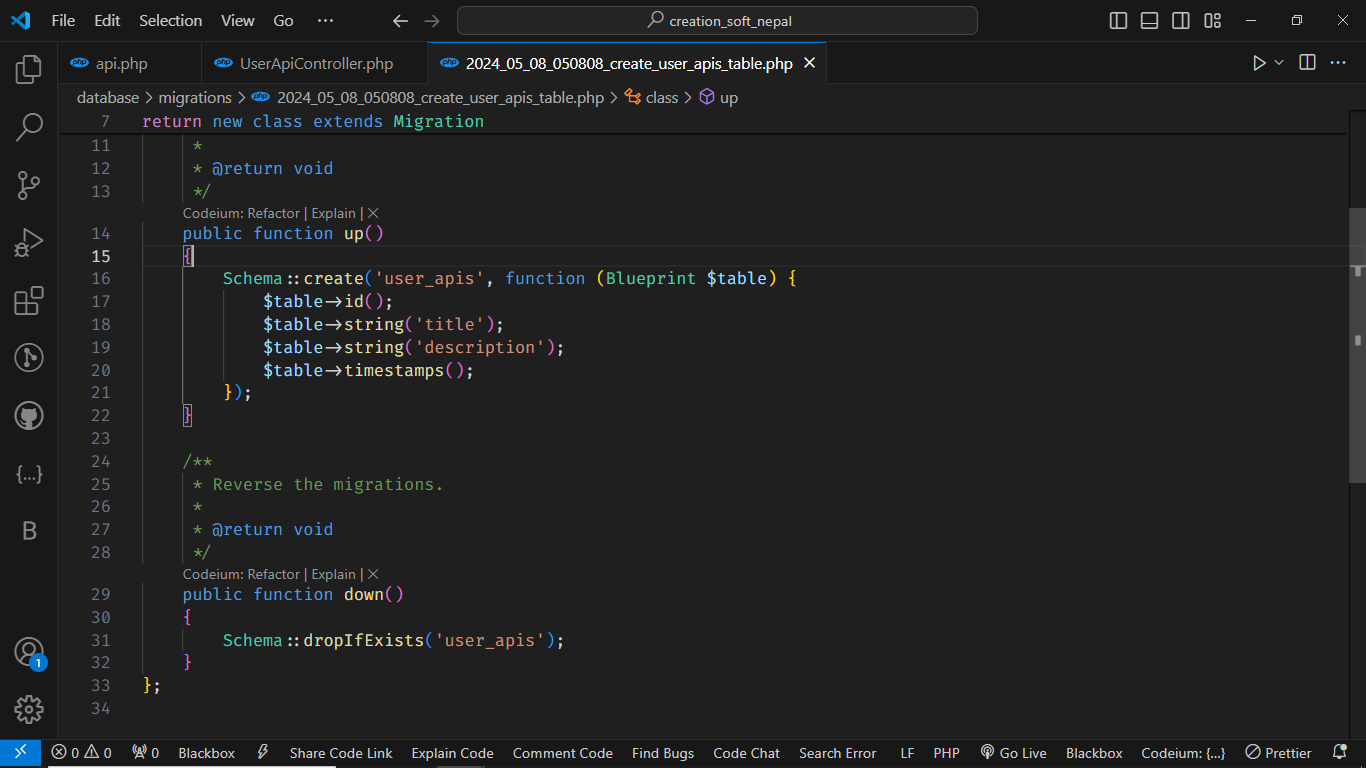 File Edit Selection View Go ··· creation_soft_nepal
api.php UserApiController.php 2024_05_08_050808_create_user_apis_table.php
database > migrations > 2024_05_08_050808_create_user_apis_table.php > class > up
7 return new class extends Migration
11 *
12 * @return void
13 */
Codeium: Refactor | Explain | ×
14 public function up()
15 {
16 Schema::create('user_apis', function (Blueprint $table) {
17 $table->id();
18 $table->string('title');
19 $table->string('description');
20 $table->timestamps();
21 });
22 }
23
24 /**
25 * Reverse the migrations.
26 *
27 * @return void
28 */
Codeium: Refactor | Explain | ×
29 public function down()
30 {
31 Schema::dropIfExists('user_apis');
32 }
33 };
34
{...}
B
1
0 0 0 Blackbox Share Code Link Explain Code Comment Code Find Bugs Code Chat Search Error LF PHP Go Live Blackbox Codeium: {...} Prettier